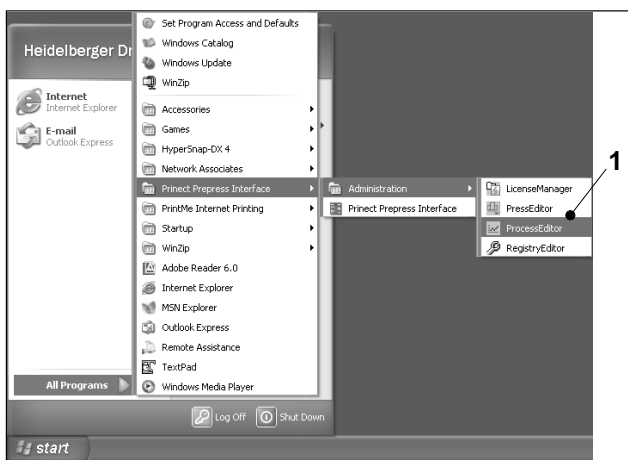 Heidelberger Dr
Internet
Internet Explorer
E-mail
Outlook Express
All Programs
Set Program Access and Defaults
Windows Catalog
Windows Update
WinZip
Accessories
Games
HyperSnap-DX 4
Network Associates
Prinect Prepress Interface
PrintMe Internet Printing
Startup
WinZip
Adobe Reader 6.0
Internet Explorer
MSN Explorer
Outlook Express
Remote Assistance
TextPad
Windows Media Player
Administration
Prinect Prepress Interface
LicenseManager
PressEditor
ProcessEditor
RegistryEditor
1
Log Off Shut Down
start